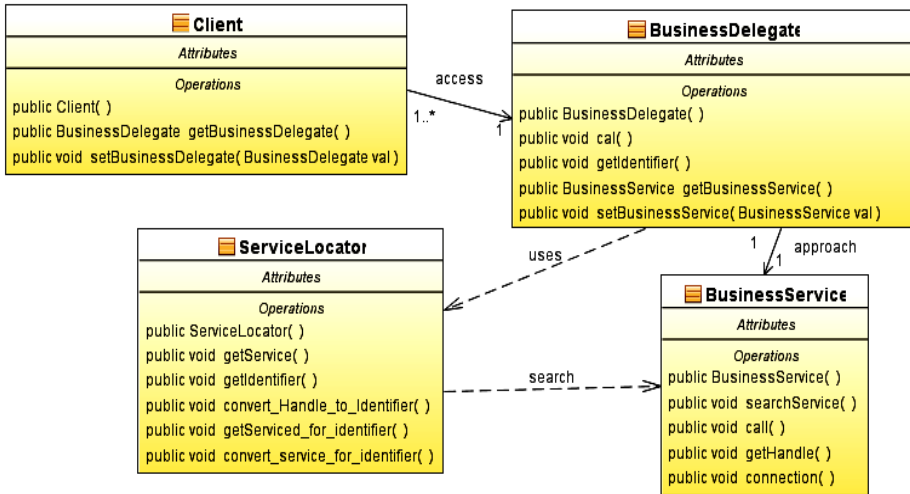 Client
Attributes
Operations
public Client( )
public BusinessDelegate getBusinessDelegate( )
public void setBusinessDelegate( BusinessDelegate val )
access
1..*
1
BusinessDelegate
Attributes
Operations
public BusinessDelegate( )
public void cal( )
public void getIdentifier( )
public BusinessService getBusinessService( )
public void setBusinessService( BusinessService val )
uses
1
1
approach
ServiceLocator
Attributes
Operations
public ServiceLocator( )
public void getService( )
public void getIdentifier( )
public void convert_Handle_to_Identifier( )
public void getServiced_for_identifier( )
public void convert_service_for_identifier( )
search
BusinessService
Attributes
Operations
public BusinessService( )
public void searchService( )
public void call( )
public void getHandle( )
public void connection( )